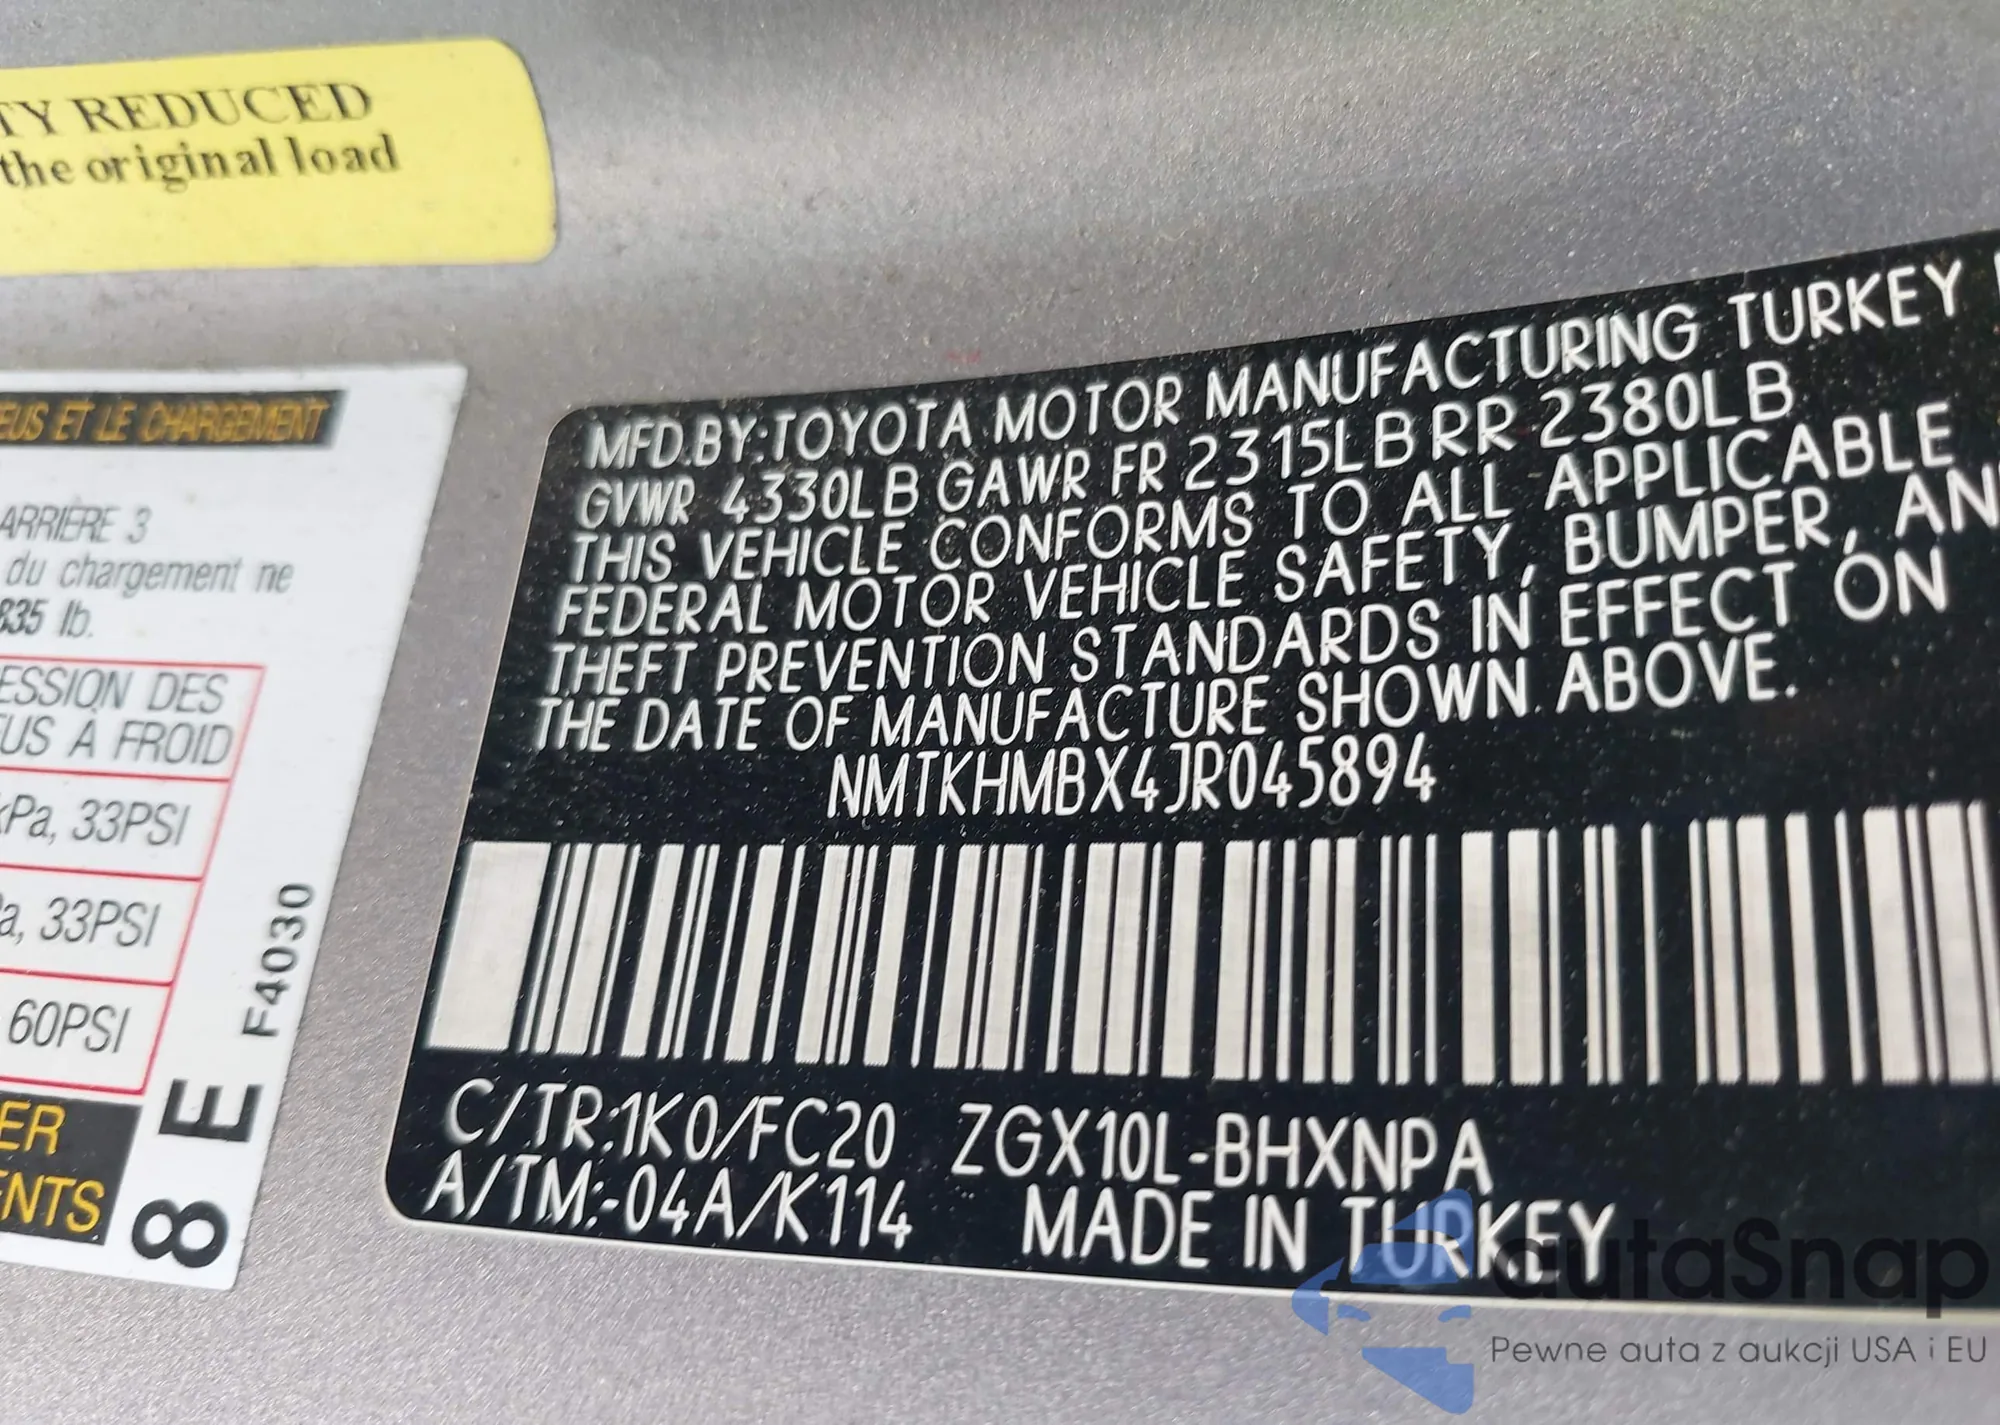 TY REDUCED
the original load
EUS ET LE CHARGEMENT
ARRIÈRE 3
du chargement ne
835 lb.
ESSION DES
US À FROID
kPa, 33PSI
a, 33PSI
60PSI
ER
ENTS
8 E F4030
MFD.BY:TOYOTA MOTOR MANUFACTURING TURKEY
GVWR 4330LB GAWR FR 2315LB RR 2380LB
THIS VEHICLE CONFORMS TO ALL APPLICABLE
FEDERAL MOTOR VEHICLE SAFETY, BUMPER, AN
THEFT PREVENTION STANDARDS IN EFFECT ON
THE DATE OF MANUFACTURE SHOWN ABOVE.
NMTKHMBX4JR045894
C/TR:1K0/FC20 ZGX10L-BHXNPA
A/TM:-04A/K114 MADE IN TURKEY
autaSnap
Pewne auta z aukcji USA i EU